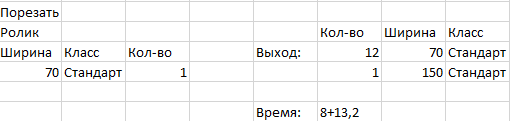 Порезать
Ролик Кол-во Ширина Класс
Ширина Класс Кол-во Выход: 12 70 Стандарт
70 Стандарт 1 1 150 Стандарт
Время: 8+13,2